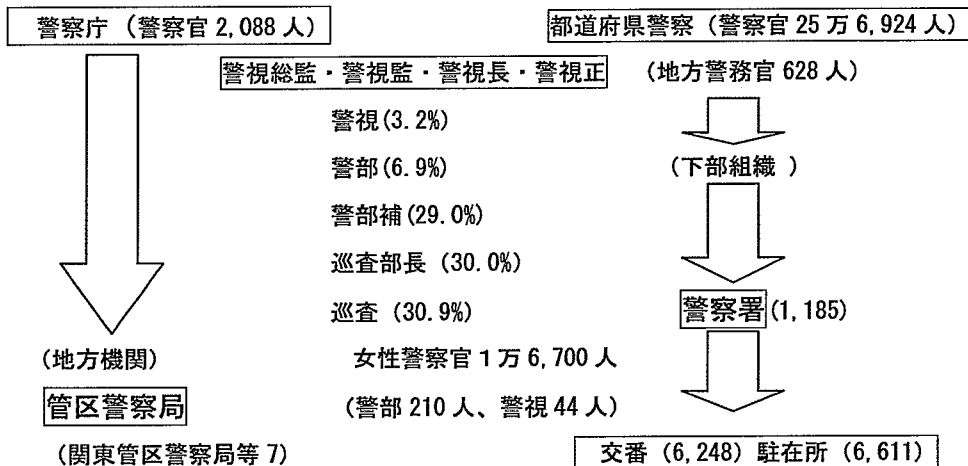 警察庁（警察官 2,088 人）
都道府県警察（警察官 25 万 6,924 人）
警視総監・警視監・警視長・警視正
（地方警務官 628 人）
警視(3.2%)
警部(6.9%)
（下部組織 ）
警部補(29.0%)
巡査部長（30.0%）
巡査（30.9%）
警察署(1,185)
（地方機関）
女性警察官 1 万 6,700 人
管区警察局
（警部 210 人、警視 44 人）
（関東管区警察局等 7）
交番（6,248）駐在所（6,611）